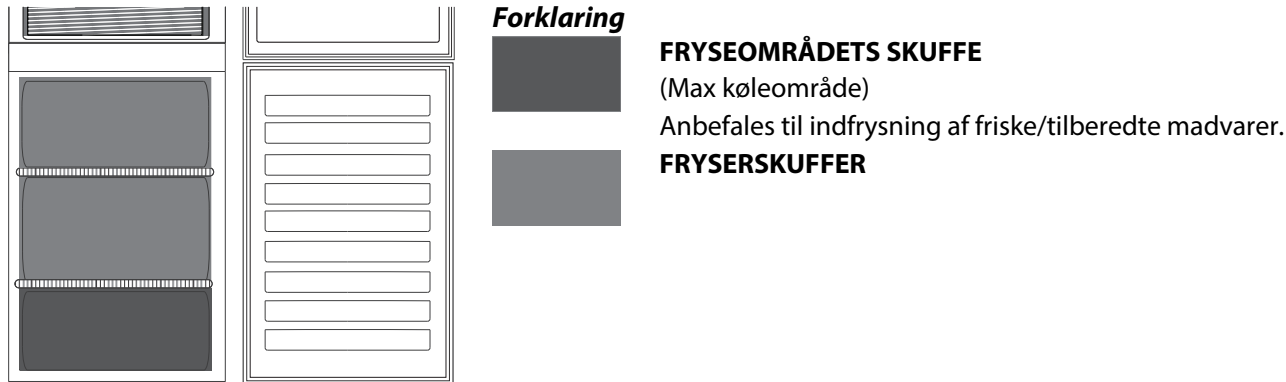 Forklaring
FRYSEOMRÅDETS SKUFFE
(Max køleområde)
Anbefales til indfrysning af friske/tilberedte madvarer.
FRYSERSKUFFER